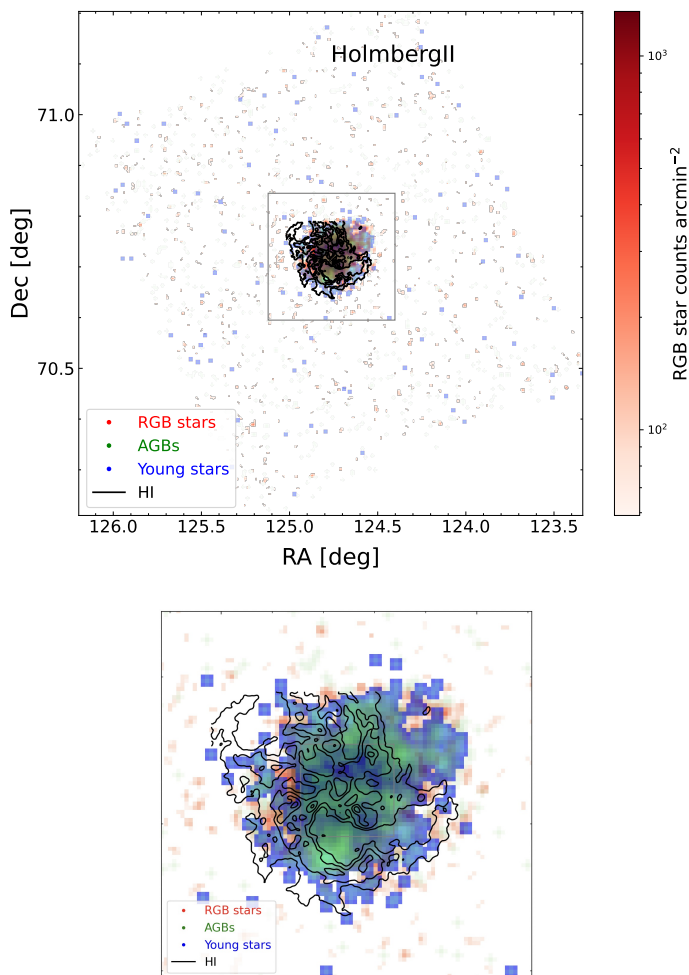 HolmbergII
71.0
70.5
Dec [deg]
RGB stars
AGBs
Young stars
HI
126.0 125.5 125.0 124.5 124.0 123.5
RA [deg]
10³
10²
RGB star counts arcmin⁻²
RGB stars
AGBs
Young stars
HI